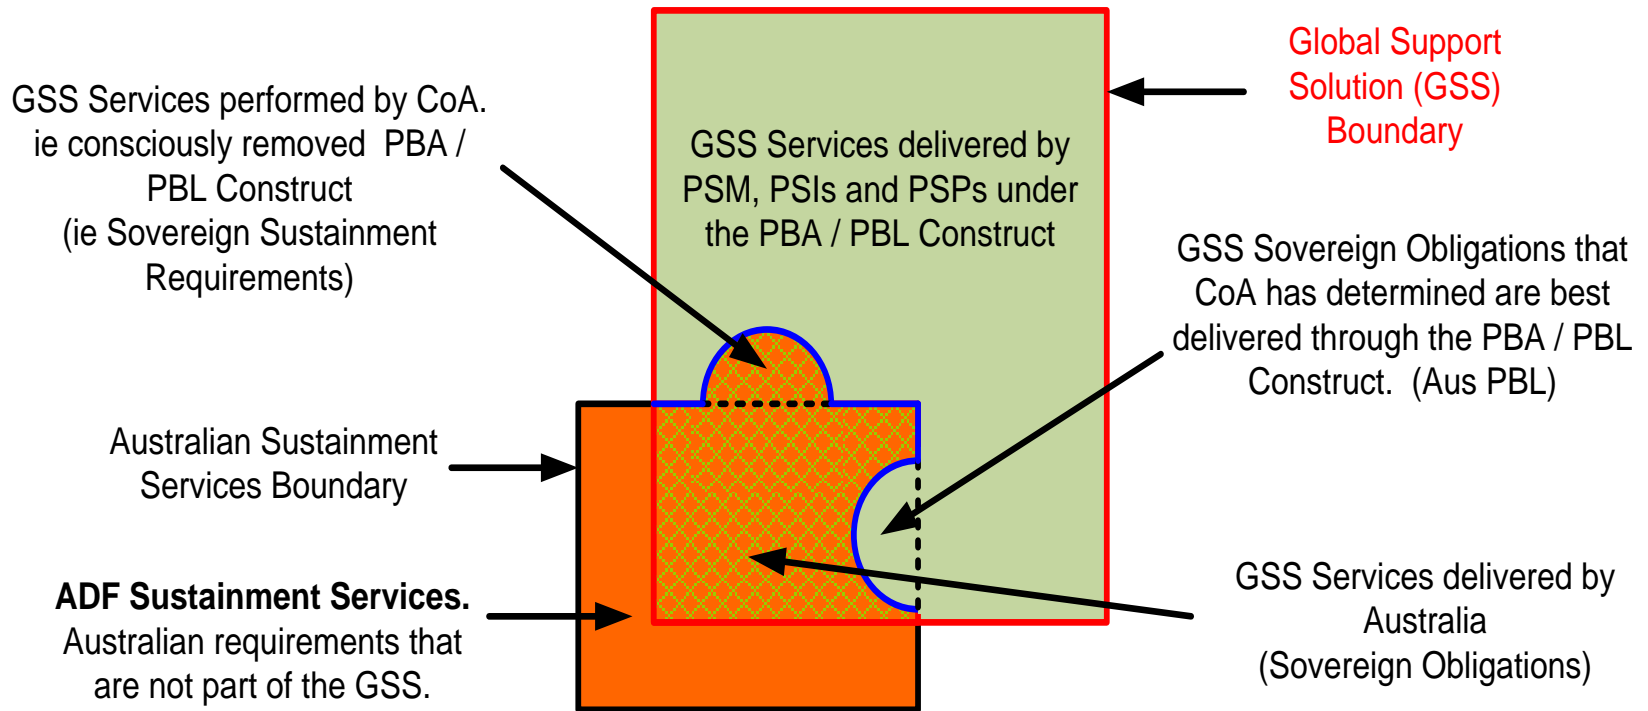 GSS Services performed by CoA.
ie consciously removed PBA /
PBL Construct
(ie Sovereign Sustainment
Requirements)
GSS Services delivered by
PSM, PSIs and PSPs under
the PBA / PBL Construct
Global Support
Solution (GSS)
Boundary
GSS Sovereign Obligations that
CoA has determined are best
delivered through the PBA / PBL
Construct. (Aus PBL)
Australian Sustainment
Services Boundary
ADF Sustainment Services.
Australian requirements that
are not part of the GSS.
GSS Services delivered by
Australia
(Sovereign Obligations)